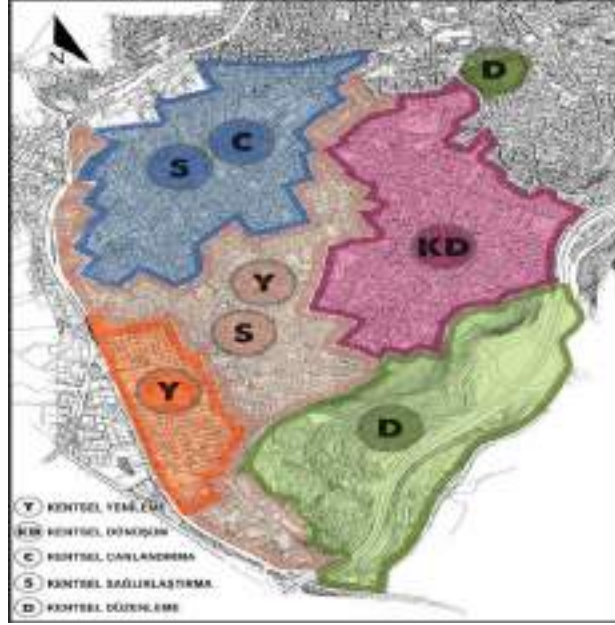 N
D
C
S
KD
Y
S
Y
D
Y KENTSEL YENİLEME
KD KENTSEL DÖNÜŞÜM
C KENTSEL CANLANDIRMA
S KENTSEL SAĞLIKLAŞTIRMA
D KENTSEL DÜZENLEME